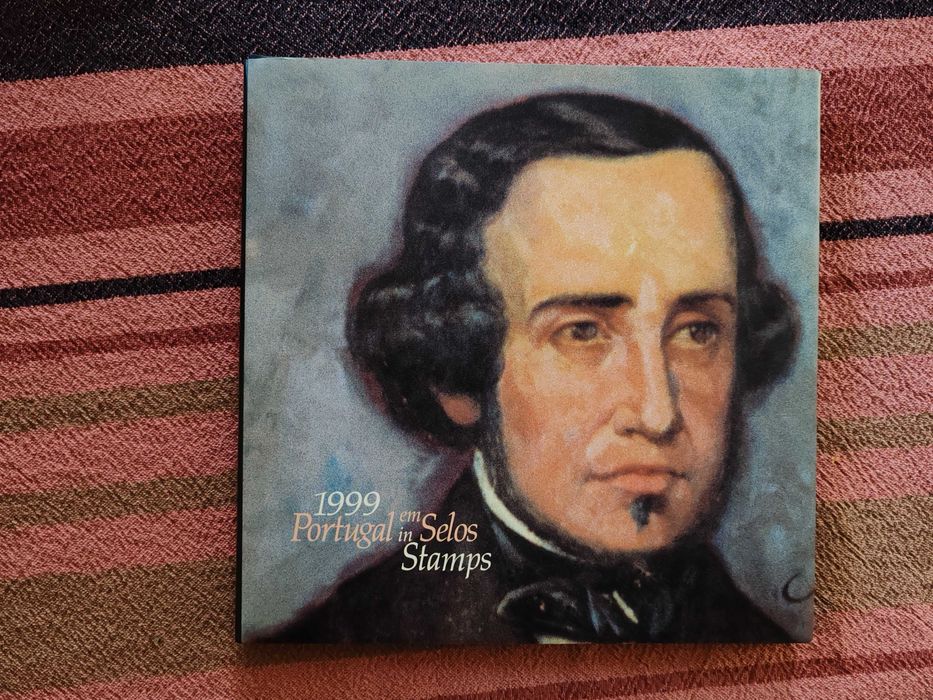 1999
Portugal em Selos
in
Stamps